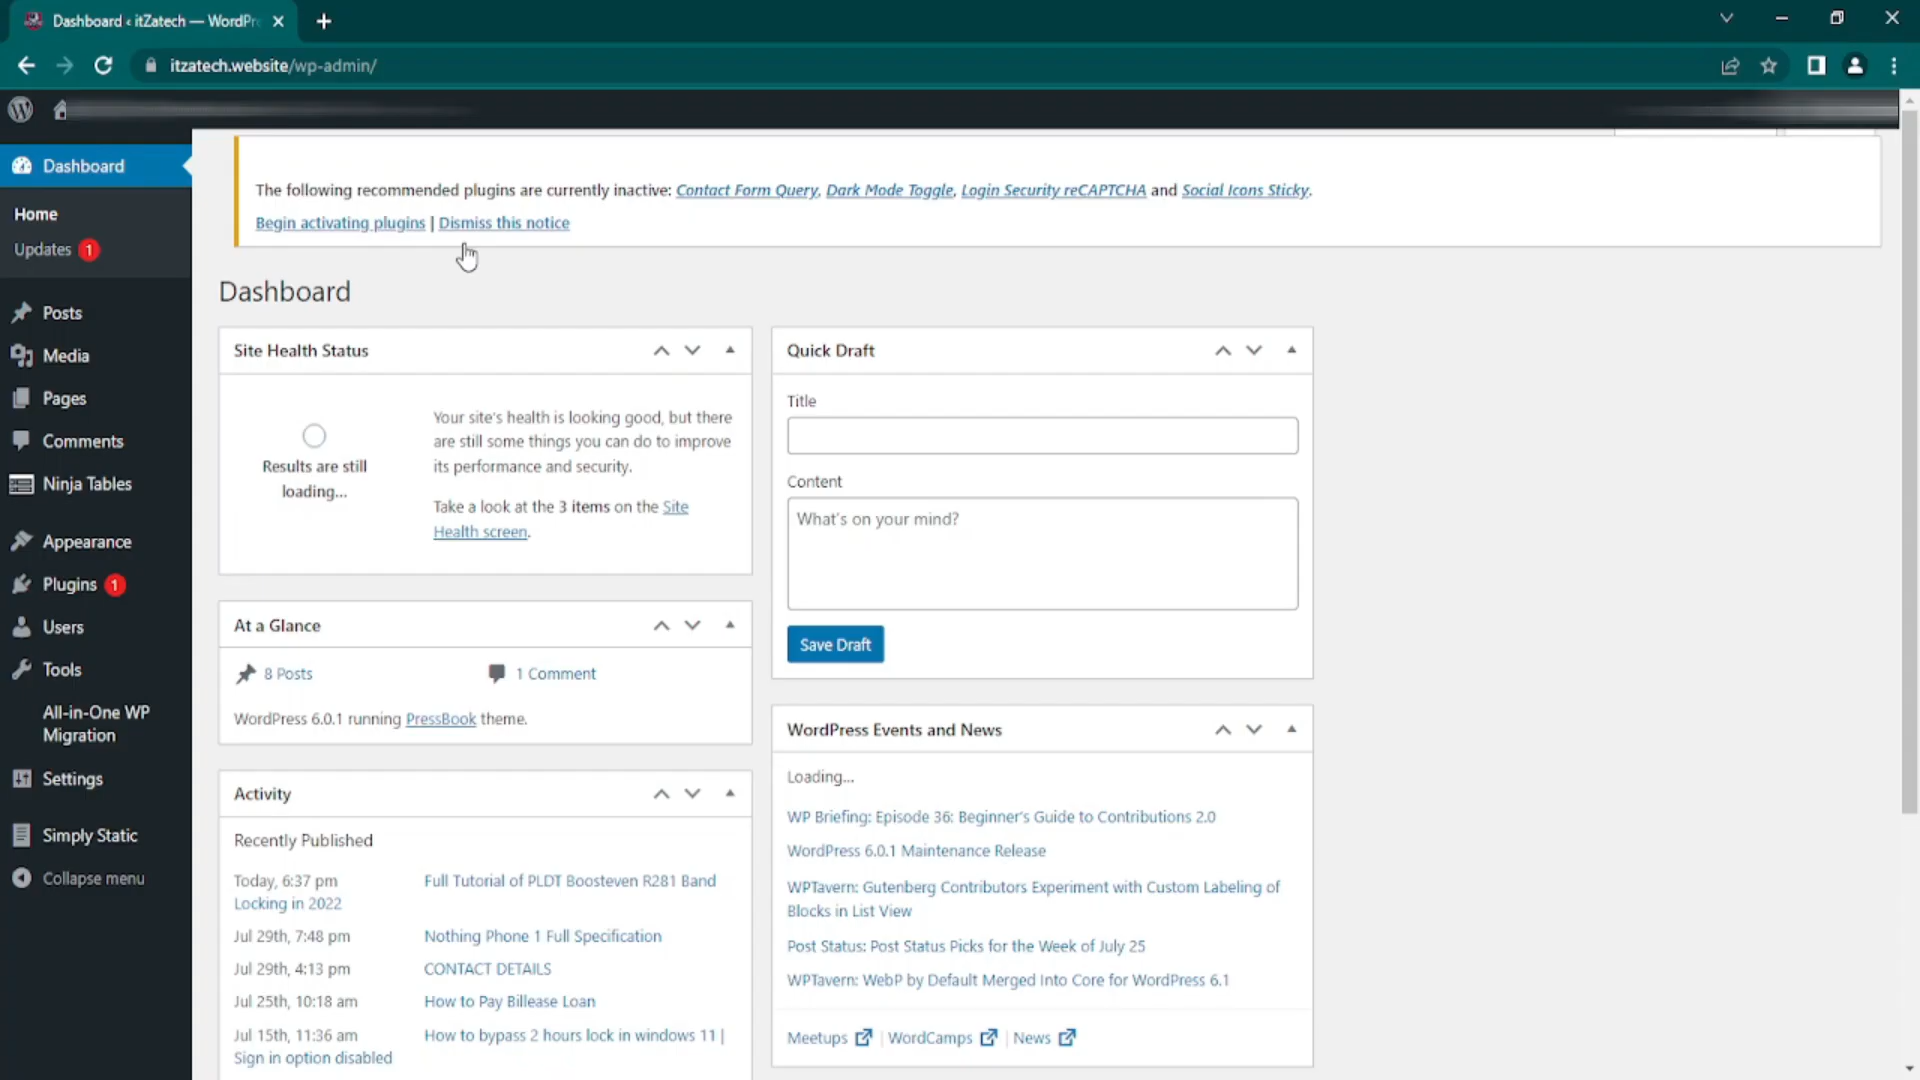 Dashboard ‹ itZatech — WordPr
itzatech.website/wp-admin/
Dashboard
Home
Updates 1
Posts
Media
Pages
Comments
Ninja Tables
Appearance
Plugins 1
Users
Tools
All-in-One WP
Migration
Settings
Simply Static
Collapse menu
The following recommended plugins are currently inactive: Contact Form Query, Dark Mode Toggle, Login Security reCAPTCHA and Social Icons Sticky.
Begin activating plugins | Dismiss this notice
Dashboard
Site Health Status
Results are still
loading...
Your site's health is looking good, but there
are still some things you can do to improve
its performance and security.
Take a look at the 3 items on the Site
Health screen.
At a Glance
8 Posts
1 Comment
WordPress 6.0.1 running PressBook theme.
Activity
Recently Published
Today, 6:37 pm Full Tutorial of PLDT Boosteven R281 Band
Locking in 2022
Jul 29th, 7:48 pm Nothing Phone 1 Full Specification
Jul 29th, 4:13 pm CONTACT DETAILS
Jul 25th, 10:18 am How to Pay Billease Loan
Jul 15th, 11:36 am How to bypass 2 hours lock in windows 11 |
Sign in option disabled
Quick Draft
Title
Content
What's on your mind?
Save Draft
WordPress Events and News
Loading...
WP Briefing: Episode 36: Beginner's Guide to Contributions 2.0
WordPress 6.0.1 Maintenance Release
WPTavern: Gutenberg Contributors Experiment with Custom Labeling of
Blocks in List View
Post Status: Post Status Picks for the Week of July 25
WPTavern: WebP by Default Merged Into Core for WordPress 6.1
Meetups | WordCamps | News